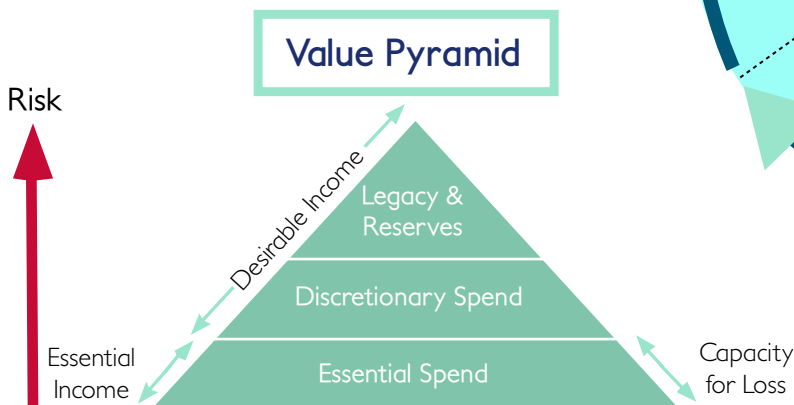 Value Pyramid
Risk
Desirable Income
Legacy &
Reserves
Discretionary Spend
Essential
Income
Essential Spend
Capacity
for Loss